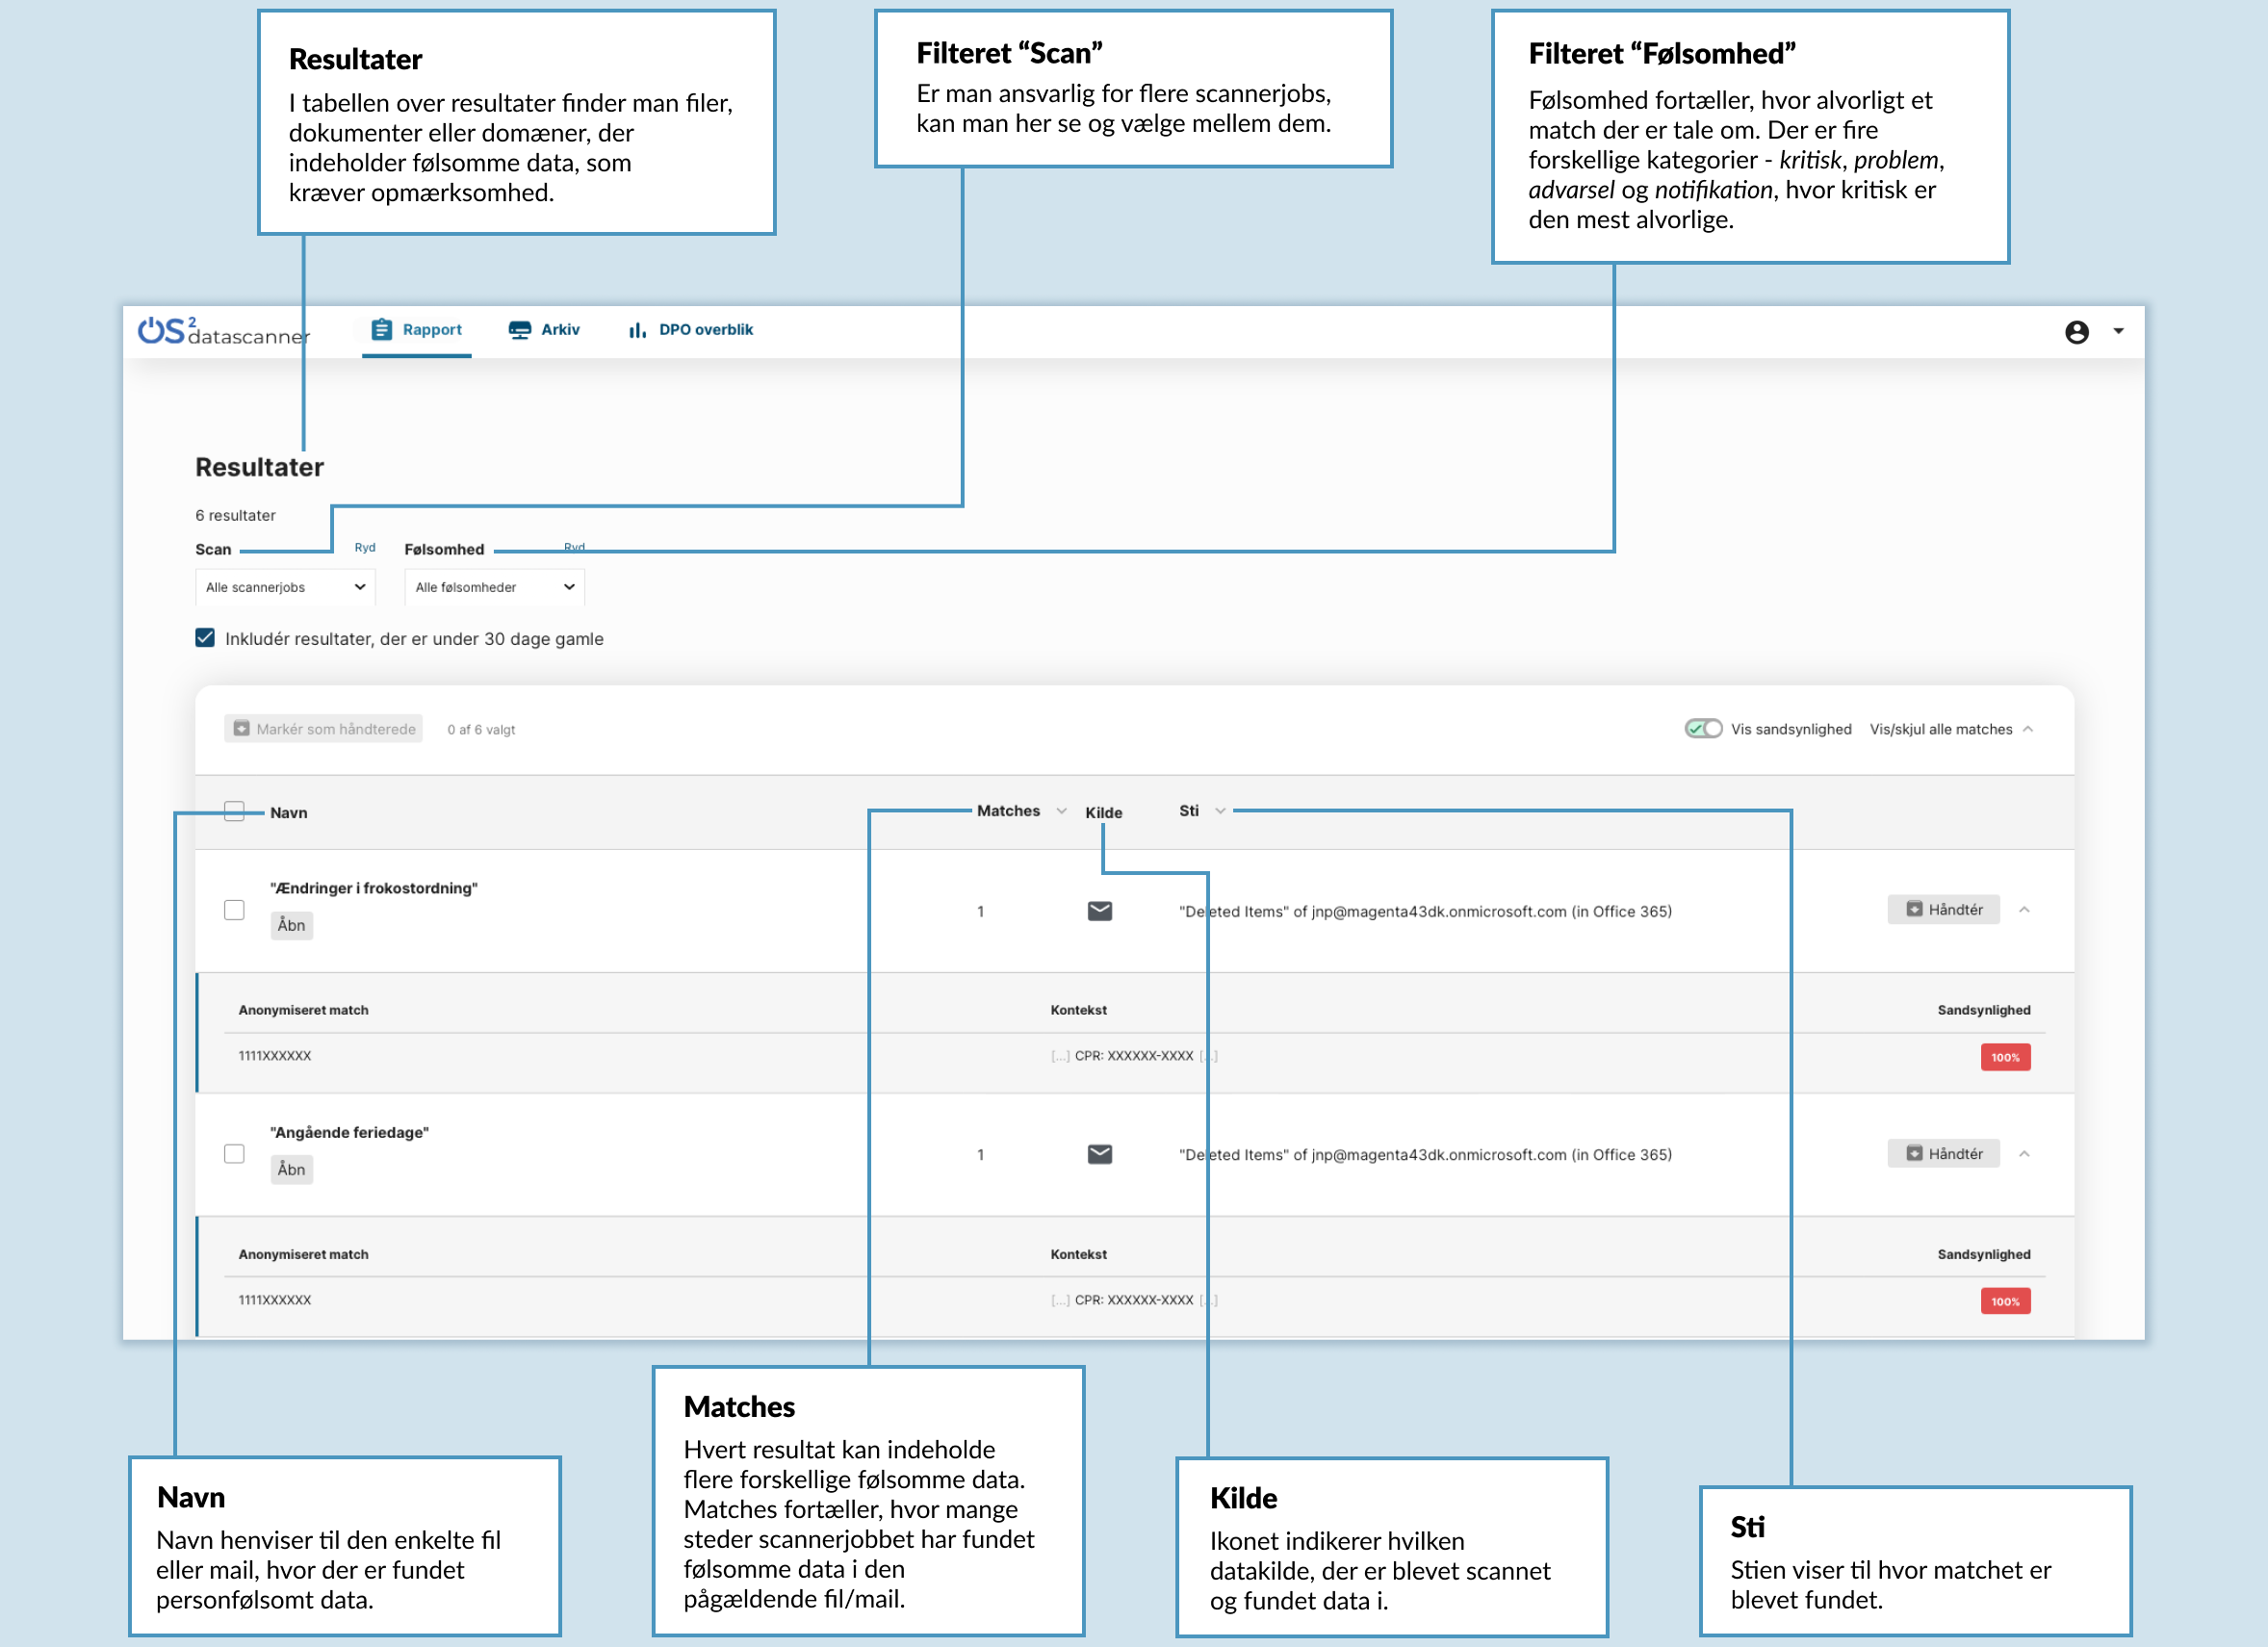 Resultater
I tabellen over resultater finder man filer,
dokumenter eller domæner, der
indeholder følsomme data, som
kræver opmærksomhed.
Filteret “Scan”
Er man ansvarlig for flere scannerjobs,
kan man her se og vælge mellem dem.
Filteret “Følsomhed”
Følsomhed fortæller, hvor alvorligt et
match der er tale om. Der er fire
forskellige kategorier - kritisk, problem,
advarsel og notifikation, hvor kritisk er
den mest alvorlige.
OS2datascanner
Rapport
Arkiv
DPO overblik
Resultater
6 resultater
Scan Ryd Følsomhed Ryd
Alle scannerjobs Alle følsomheder
Inkludér resultater, der er under 30 dage gamle
Markér som håndterede 0 af 6 valgt Vis sandsynlighed Vis/skjul alle matches
Navn Matches Kilde Sti
"Ændringer i frokostordning"
Åbn
1 "Deleted Items" of jnp@magenta43dk.onmicrosoft.com (in Office 365) Håndtér
Anonymiseret match Kontekst Sandsynlighed
1111XXXXXX [...] CPR: XXXXXX-XXXX [...] 100%
"Angående feriedage"
Åbn
1 "Deleted Items" of jnp@magenta43dk.onmicrosoft.com (in Office 365) Håndtér
Anonymiseret match Kontekst Sandsynlighed
1111XXXXXX [...] CPR: XXXXXX-XXXX [...] 100%
Navn
Navn henviser til den enkelte fil
eller mail, hvor der er fundet
personfølsomt data.
Matches
Hvert resultat kan indeholde
flere forskellige følsomme data.
Matches fortæller, hvor mange
steder scannerjobbet har fundet
følsomme data i den
pågældende fil/mail.
Kilde
Ikonet indikerer hvilken
datakilde, der er blevet scannet
og fundet data i.
Sti
Stien viser til hvor matchet er
blevet fundet.